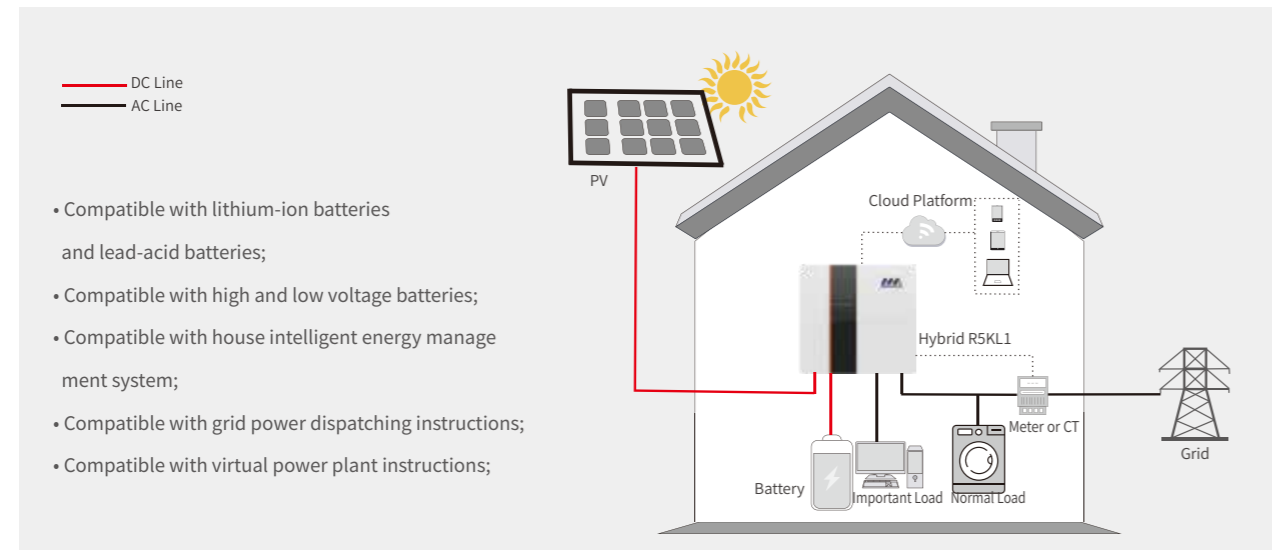 DC Line
AC Line
• Compatible with lithium-ion batteries
and lead-acid batteries;
• Compatible with high and low voltage batteries;
• Compatible with house intelligent energy manage
ment system;
• Compatible with grid power dispatching instructions;
• Compatible with virtual power plant instructions;
PV
Cloud Platform
Hybrid R5KL1
Meter or CT
Grid
Battery
Important Load
Normal Load